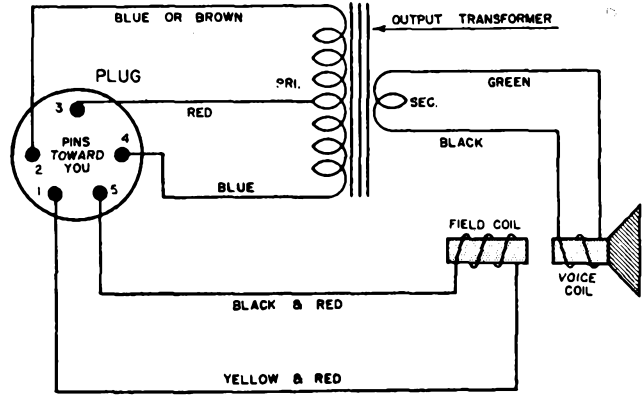 BLUE OR BROWN
OUTPUT TRANSFORMER
PLUG
PRI.
GREEN
3
RED
SEC.
PINS
TOWARD
YOU
4
2
BLACK
1
5
BLUE
FIELD COIL
VOICE
COIL
BLACK & RED
YELLOW & RED